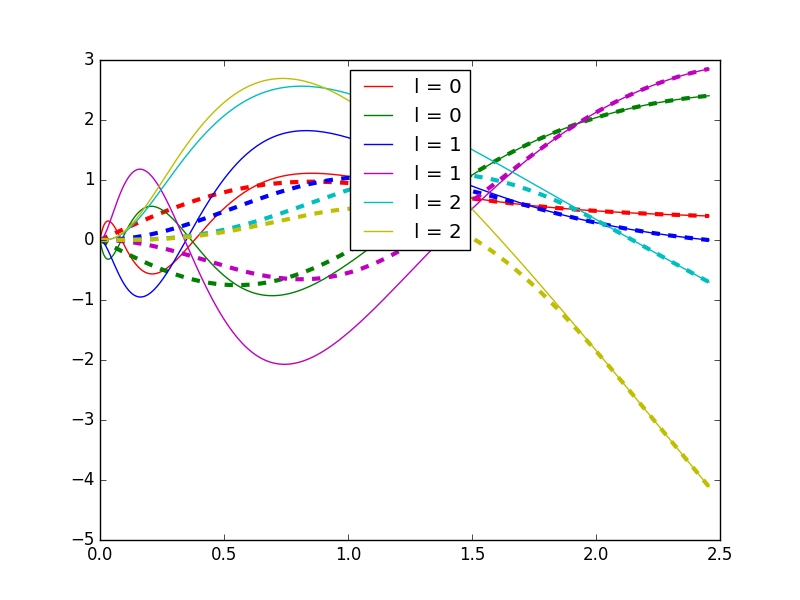 3
2
1
0
−1
−2
−3
−4
−5
l = 0
l = 0
l = 1
l = 1
l = 2
l = 2
0.0 0.5 1.0 1.5 2.0 2.5